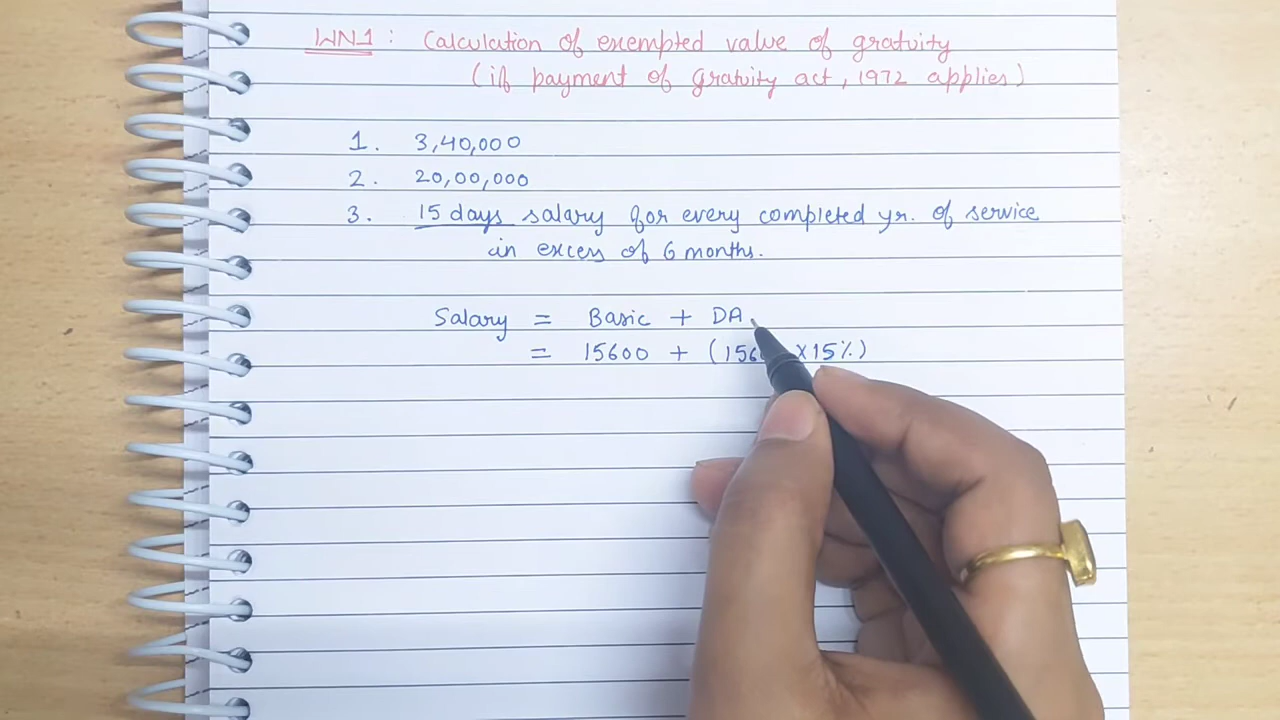 WN1 : Calculation of exempted value of gratuity
(if payment of gratuity act, 1972 applies)
1. 3,40,000
2. 20,00,000
3. 15 days salary for every completed yr. of service
in excess of 6 months.
Salary = Basic + DA
= 15600 + ( X15%)